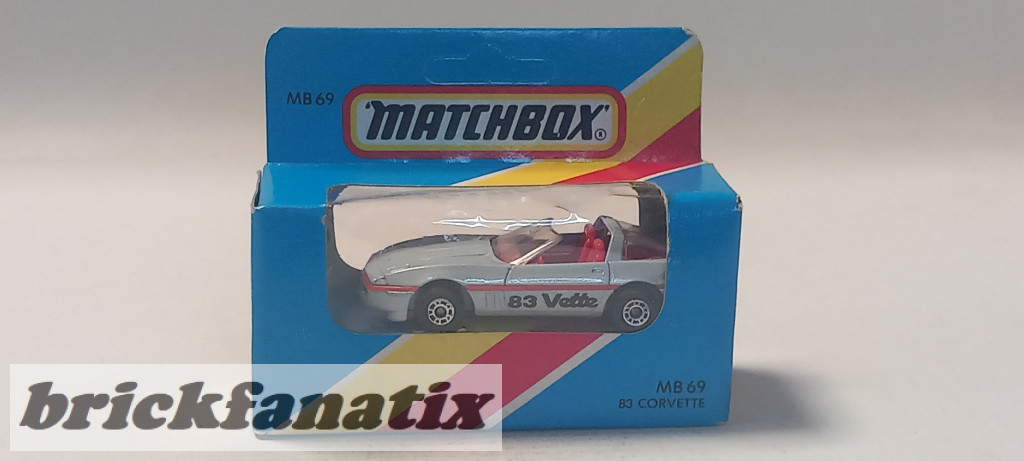 MB 69
"MATCHBOX"®
83 Vette
MB 69
83 CORVETTE
brickfanatix